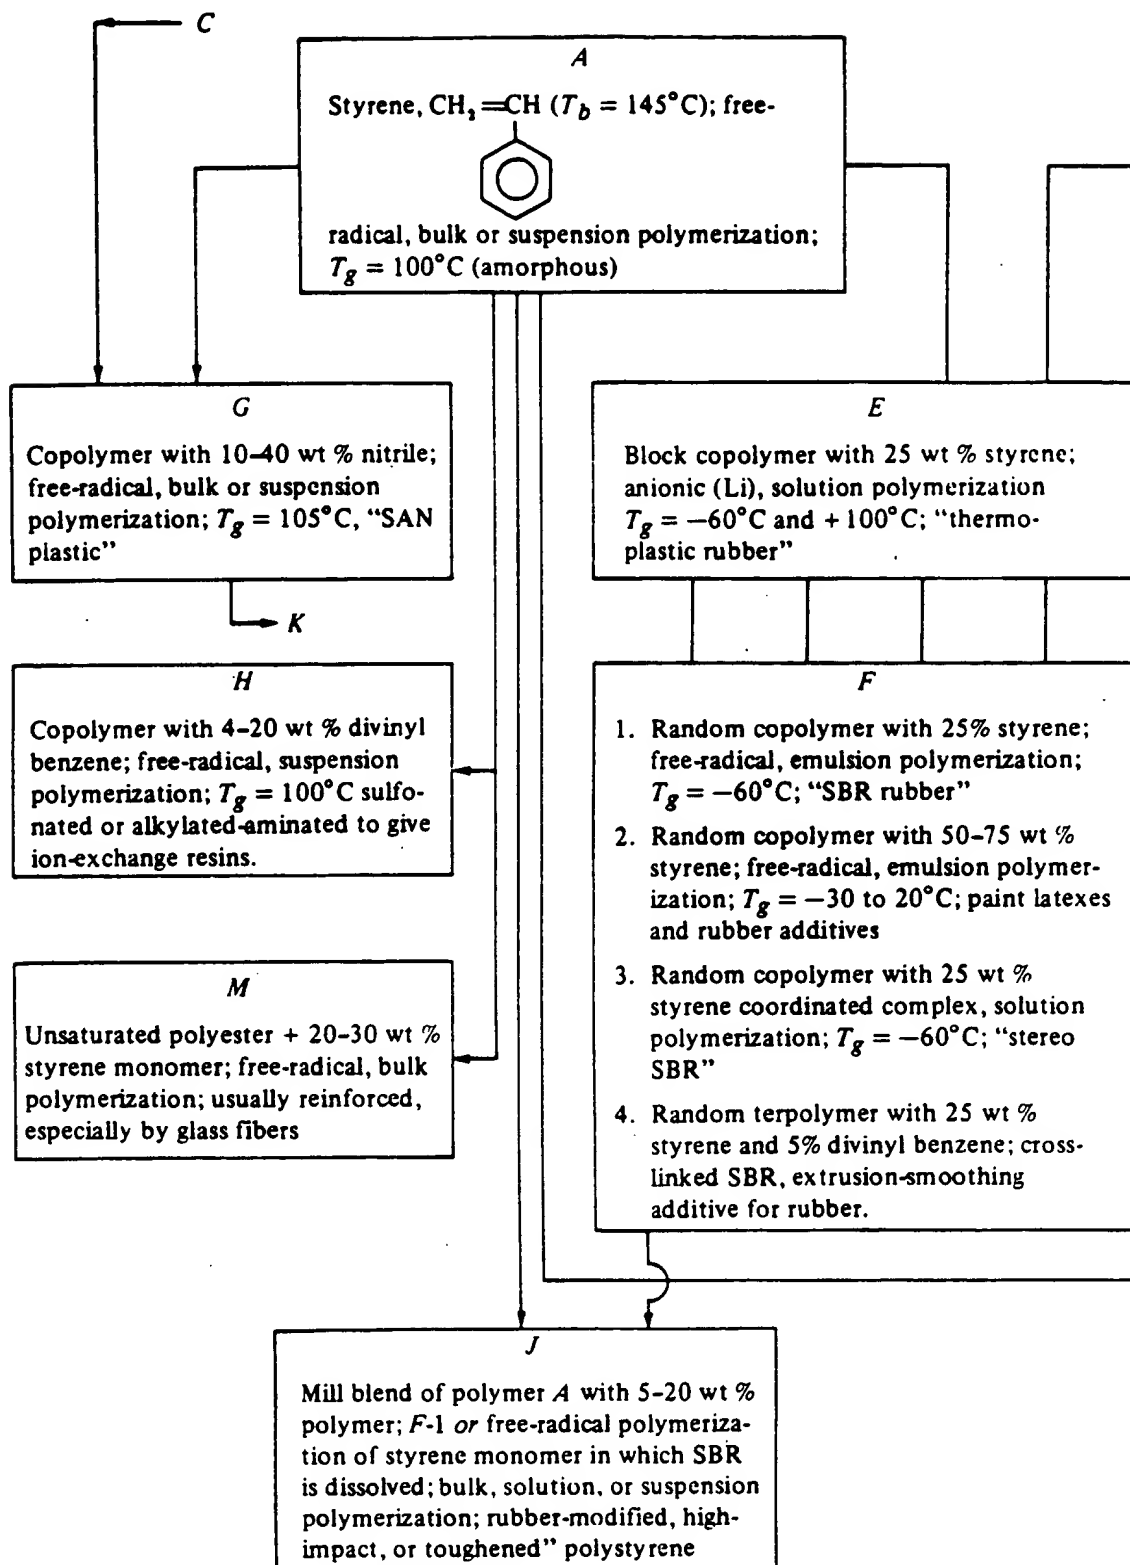 C
A
Styrene, CH₂=CH (T_b = 145°C); free-
radical, bulk or suspension polymerization;
T_g = 100°C (amorphous)
G
Copolymer with 10–40 wt % nitrile;
free-radical, bulk or suspension
polymerization; T_g = 105°C, “SAN
plastic”
K
E
Block copolymer with 25 wt % styrene;
anionic (Li), solution polymerization
T_g = −60°C and + 100°C; “thermo-
plastic rubber”
H
Copolymer with 4–20 wt % divinyl
benzene; free-radical, suspension
polymerization; T_g = 100°C sulfo-
nated or alkylated-aminated to give
ion-exchange resins.
F
1. Random copolymer with 25% styrene;
free-radical, emulsion polymerization;
T_g = −60°C; “SBR rubber”
2. Random copolymer with 50–75 wt %
styrene; free-radical, emulsion polymer-
ization; T_g = −30 to 20°C; paint latexes
and rubber additives
3. Random copolymer with 25 wt %
styrene coordinated complex, solution
polymerization; T_g = −60°C; “stereo
SBR”
4. Random terpolymer with 25 wt %
styrene and 5% divinyl benzene; cross-
linked SBR, extrusion-smoothing
additive for rubber.
M
Unsaturated polyester + 20–30 wt %
styrene monomer; free-radical, bulk
polymerization; usually reinforced,
especially by glass fibers
J
Mill blend of polymer A with 5–20 wt %
polymer; F-1 or free-radical polymeriza-
tion of styrene monomer in which SBR
is dissolved; bulk, solution, or suspension
polymerization; rubber-modified, high-
impact, or toughened” polystyrene